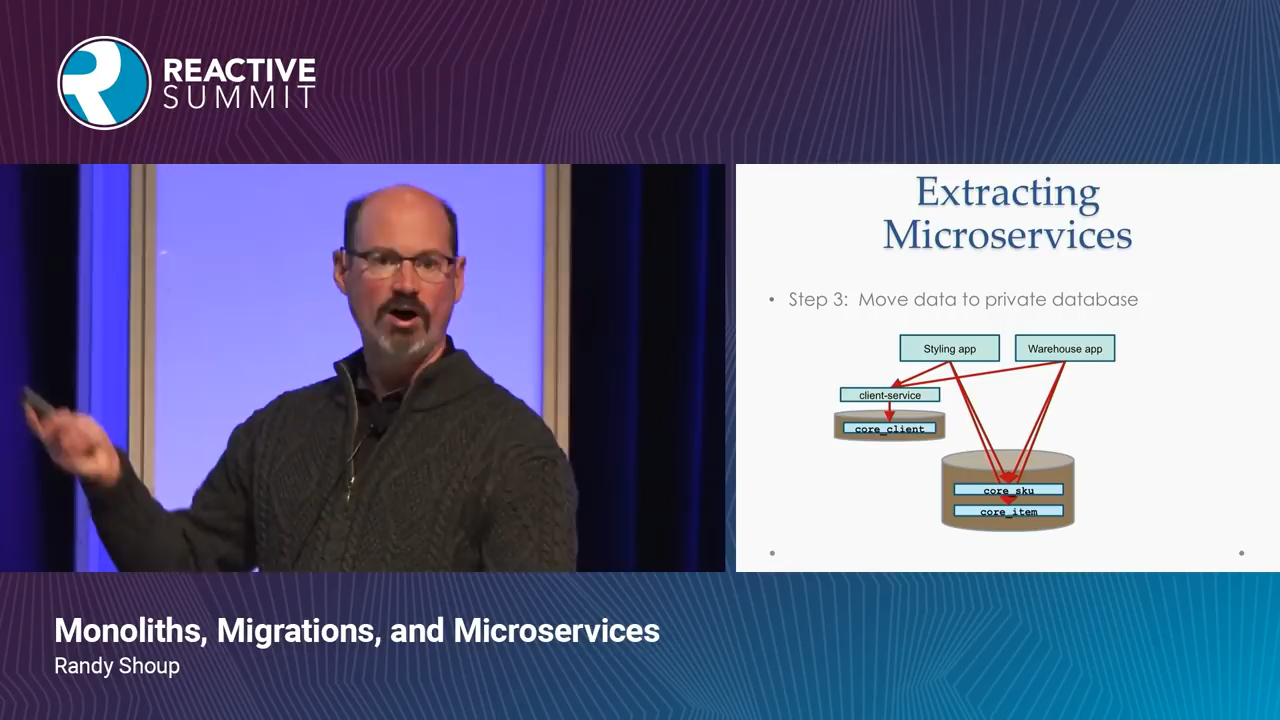 REACTIVE
SUMMIT
Extracting
Microservices
• Step 3: Move data to private database
Styling app
Warehouse app
client-service
core_client
core_sku
core_item
Monoliths, Migrations, and Microservices
Randy Shoup